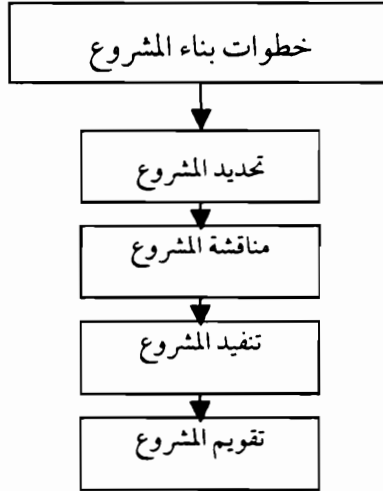 خطوات بناء المشروع
تحديد المشروع
مناقشة المشروع
تنفيد المشروع
تقويم المشروع